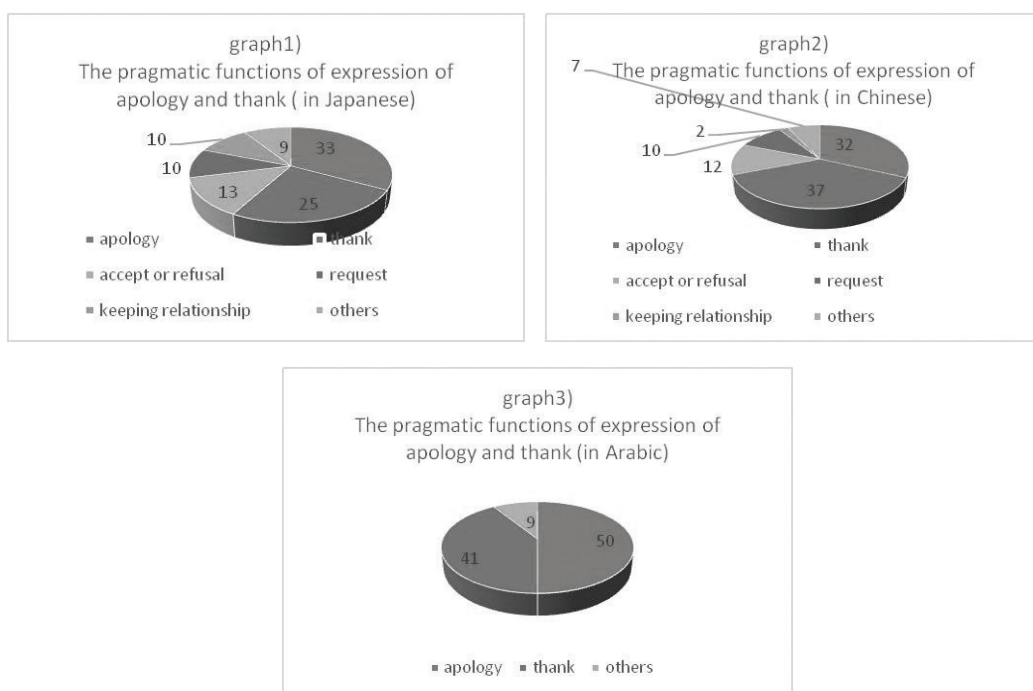 graph1)
The pragmatic functions of expression of
apology and thank ( in Japanese)
10
9
33
10
13
25
apology
thank
accept or refusal
request
keeping relationship
others
graph2)
7
The pragmatic functions of expression of
apology and thank ( in Chinese)
2
10
32
12
37
apology
thank
accept or refusal
request
keeping relationship
others
graph3)
The pragmatic functions of expression of
apology and thank (in Arabic)
9
50
41
apology
thank
others